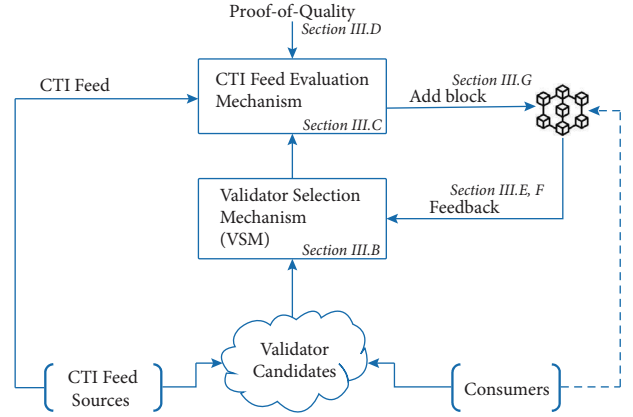 Proof-of-Quality
Section III.D
CTI Feed
CTI Feed Evaluation
Mechanism
Section III.C
Section III.G
Add block
Validator Selection
Mechanism
(VSM)
Section III.B
Section III.E, F
Feedback
CTI Feed
Sources
Validator
Candidates
Consumers